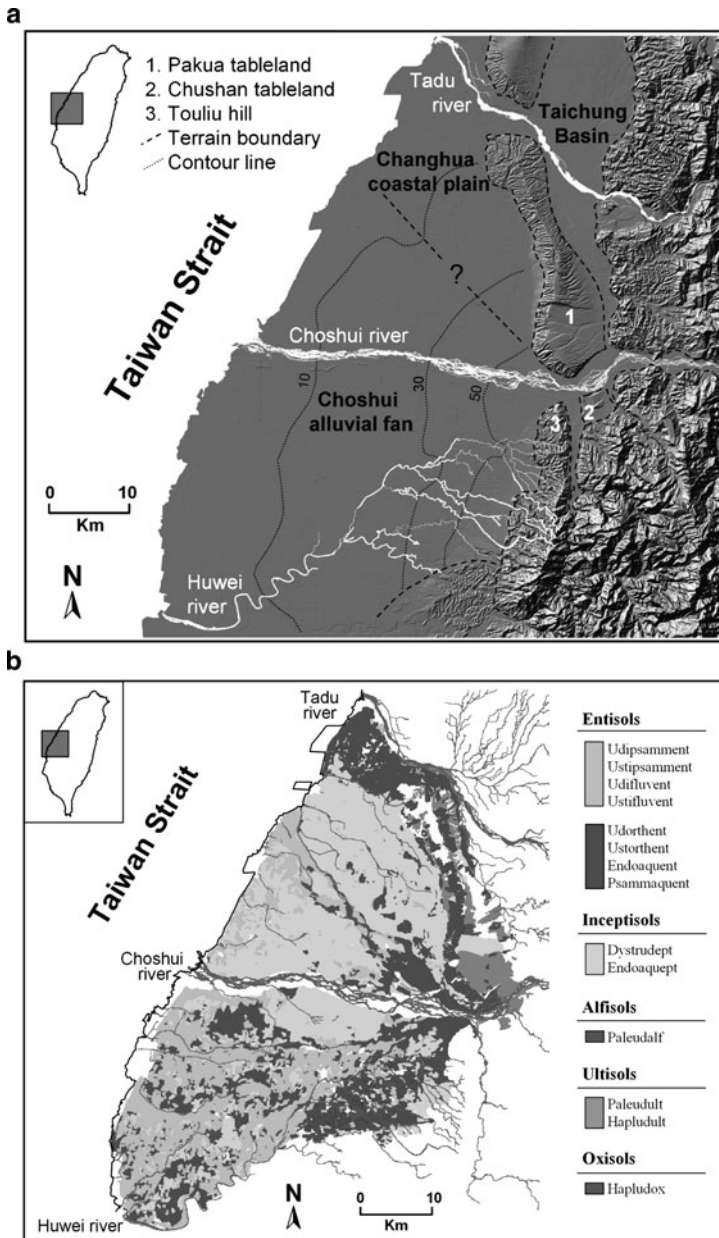 a
1. Pakua tableland
2. Chushan tableland
3. Touliu hill
Terrain boundary
Contour line
Tadu
river
Taichung
Basin
Changhua
coastal plain
Taiwan Strait
?
1
Choshui river
10
30
50
Choshui
alluvial fan
2
3
0 10
Km
N
Huwei
river
b
Tadu
river
Taiwan Strait
Choshui
river
Huwei river
N
0 10
Km
Entisols
Udipsamment
Ustipsamment
Udifluvent
Ustifluvent
Udorthent
Ustorthent
Endoaquent
Psammaquent
Inceptisols
Dystrudept
Endoaquept
Alfisols
Paleudalf
Ultisols
Paleudult
Hapludult
Oxisols
Hapludox